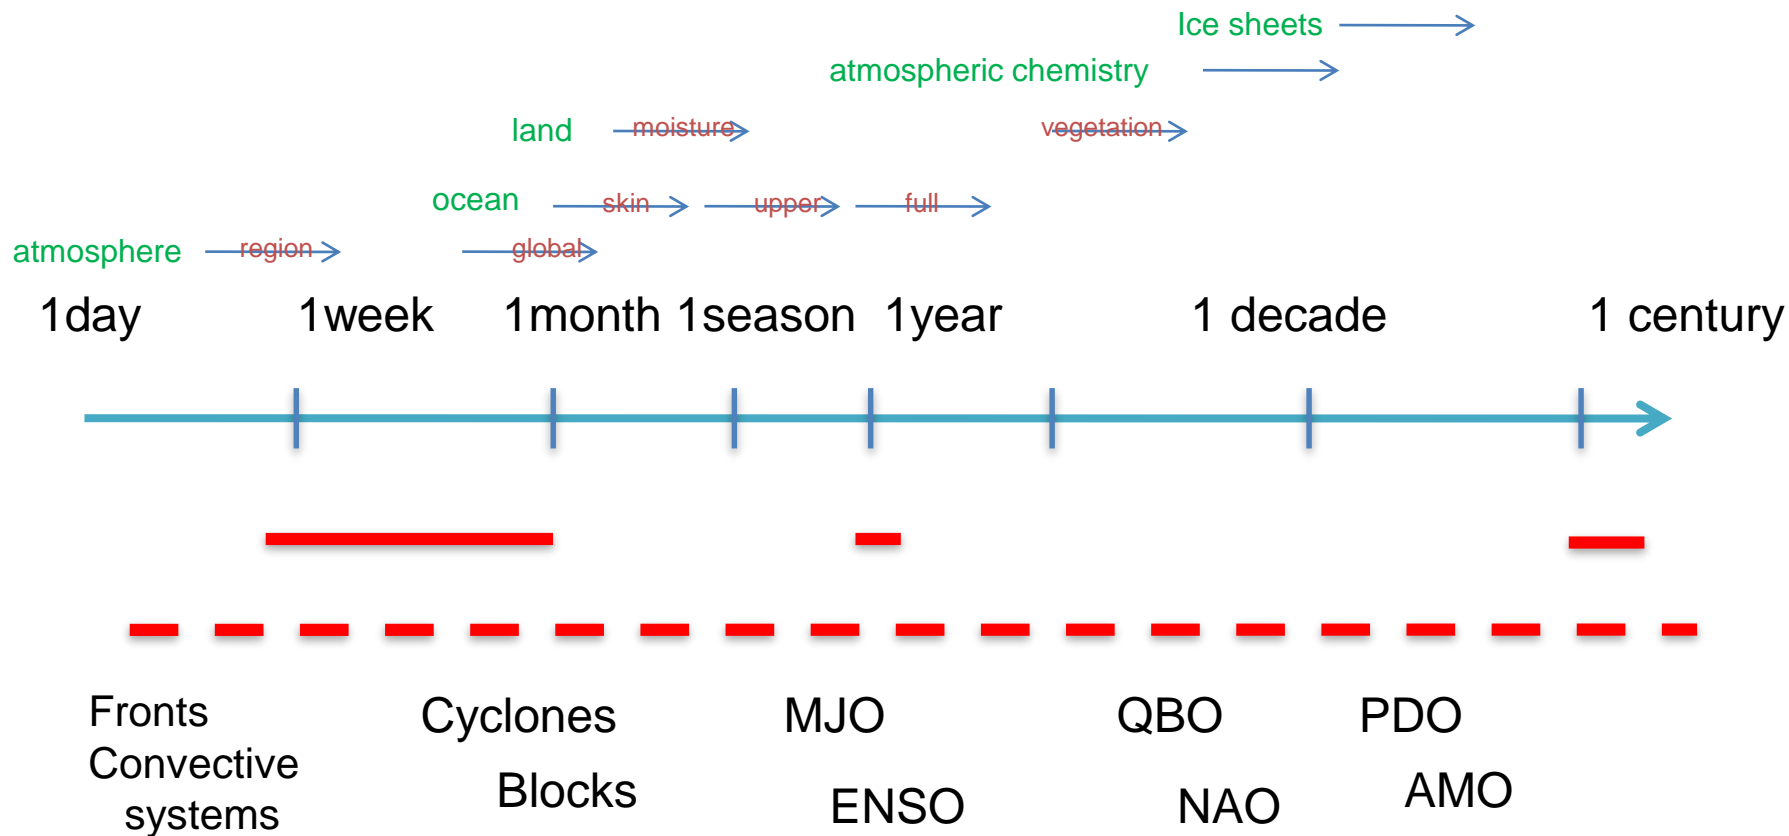 Ice sheets
atmospheric chemistry
land moisture vegetation
ocean skin upper full
atmosphere region global
1day 1week 1month 1season 1year 1 decade 1 century
Fronts Cyclones MJO QBO PDO
Convective
systems Blocks ENSO NAO AMO